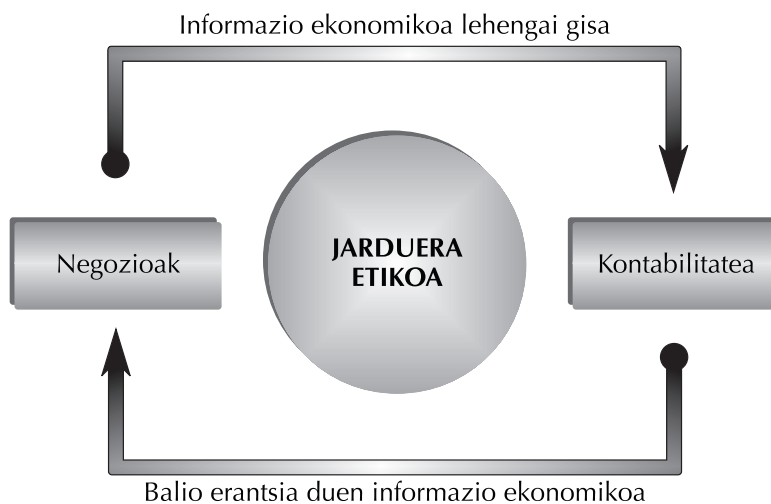 Informazio ekonomikoa lehengai gisa
Negozioak
JARDUERA
ETIKOA
Kontabilitatea
Balio erantsia duen informazio ekonomikoa